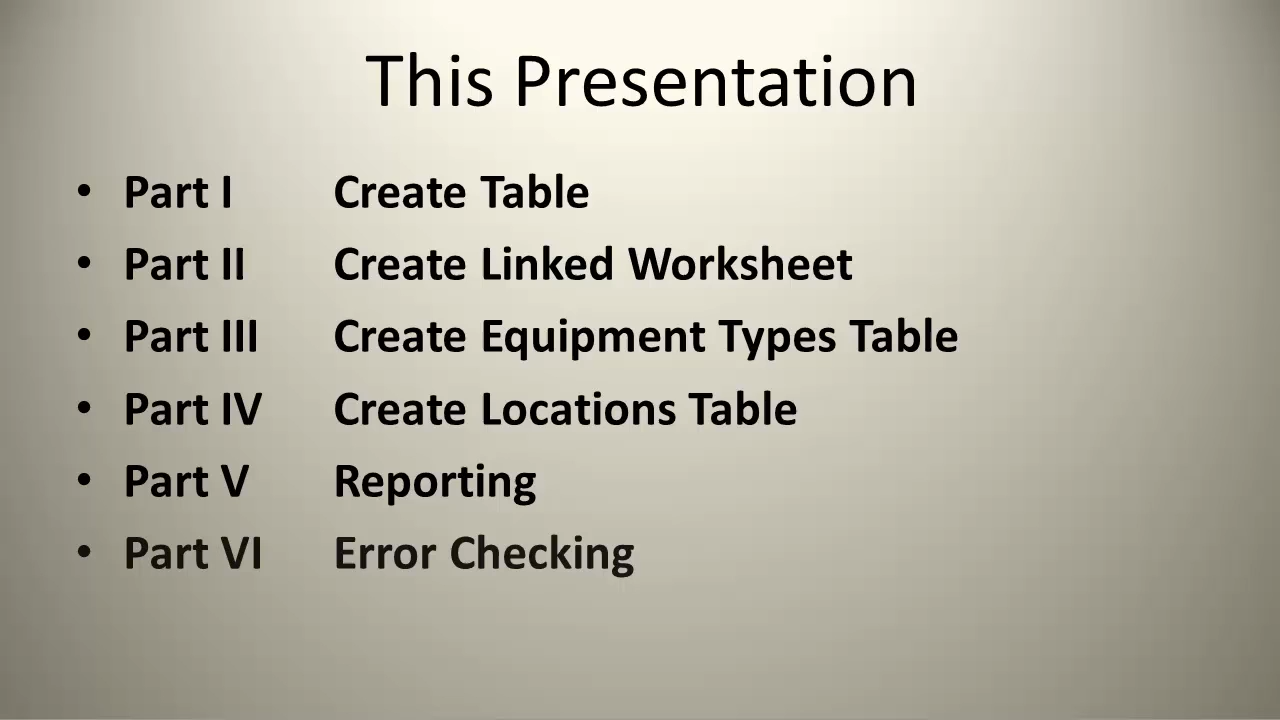 This Presentation
• Part I Create Table
• Part II Create Linked Worksheet
• Part III Create Equipment Types Table
• Part IV Create Locations Table
• Part V Reporting
• Part VI Error Checking